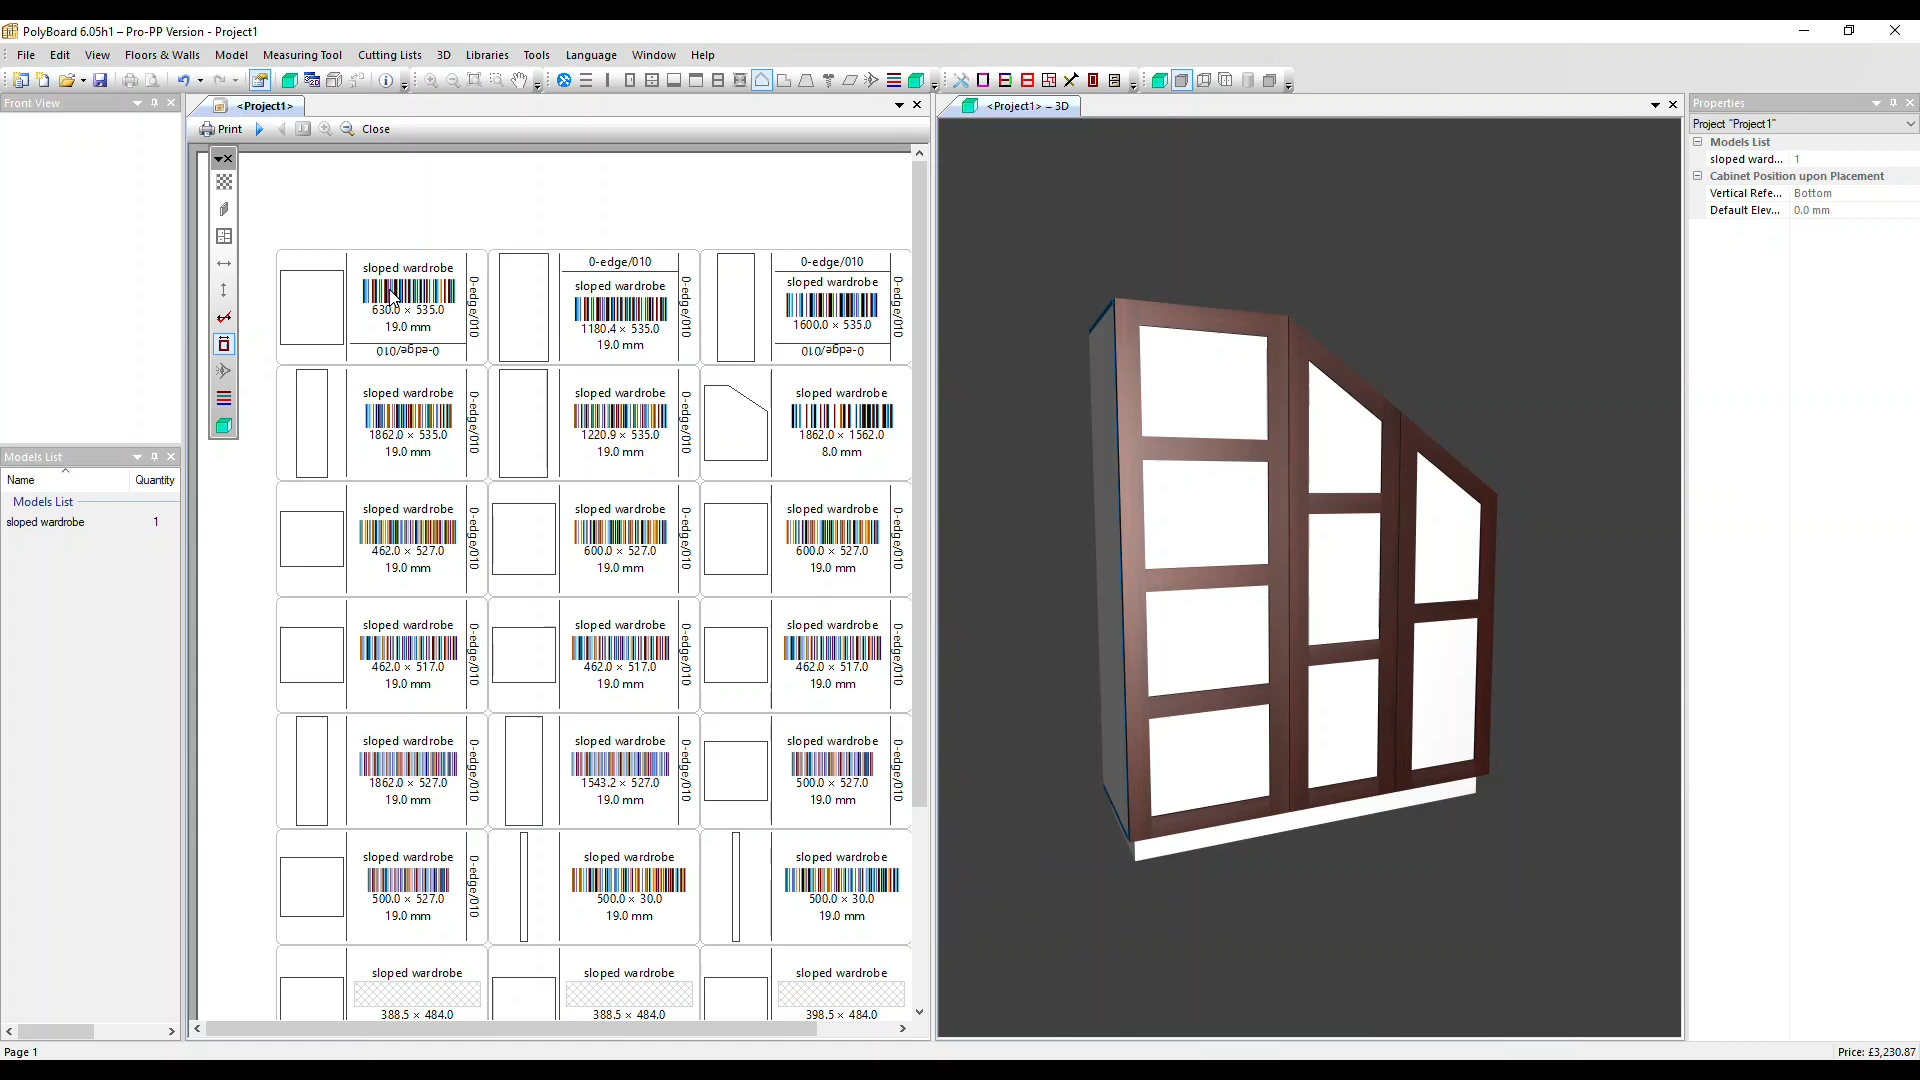 PolyBoard 6.05h1 – Pro-PP Version - Project1
File Edit View Floors & Walls Model Measuring Tool Cutting Lists 3D Libraries Tools Language Window Help
Front View
<Project1>
<Project1> – 3D
Properties
Print Close
Project "Project1"
Models List
sloped ward... 1
Cabinet Position upon Placement
Vertical Refe... Bottom
Default Elev... 0.0 mm
Models List
Name Quantity
Models List
sloped wardrobe 1
sloped wardrobe
630.0 × 535.0
19.0 mm
0-edge/010
0-edge/010
0-edge/010
sloped wardrobe
1180.4 × 535.0
19.0 mm
0-edge/010
0-edge/010
sloped wardrobe
1600.0 × 535.0
0-edge/010
0-edge/010
sloped wardrobe
1862.0 × 535.0
19.0 mm
0-edge/010
sloped wardrobe
1220.9 × 535.0
19.0 mm
0-edge/010
sloped wardrobe
1862.0 × 1562.0
8.0 mm
sloped wardrobe
462.0 × 527.0
19.0 mm
0-edge/010
sloped wardrobe
600.0 × 527.0
19.0 mm
0-edge/010
sloped wardrobe
600.0 × 527.0
19.0 mm
0-edge/010
sloped wardrobe
462.0 × 517.0
19.0 mm
0-edge/010
sloped wardrobe
462.0 × 517.0
19.0 mm
0-edge/010
sloped wardrobe
462.0 × 517.0
19.0 mm
0-edge/010
sloped wardrobe
1862.0 × 527.0
19.0 mm
0-edge/010
sloped wardrobe
1543.2 × 527.0
19.0 mm
0-edge/010
sloped wardrobe
500.0 × 527.0
19.0 mm
0-edge/010
sloped wardrobe
500.0 × 527.0
19.0 mm
0-edge/010
sloped wardrobe
500.0 × 30.0
19.0 mm
sloped wardrobe
500.0 × 30.0
19.0 mm
sloped wardrobe
388.5 × 484.0
sloped wardrobe
388.5 × 484.0
sloped wardrobe
398.5 × 484.0
Page 1
Price: £3,230.87